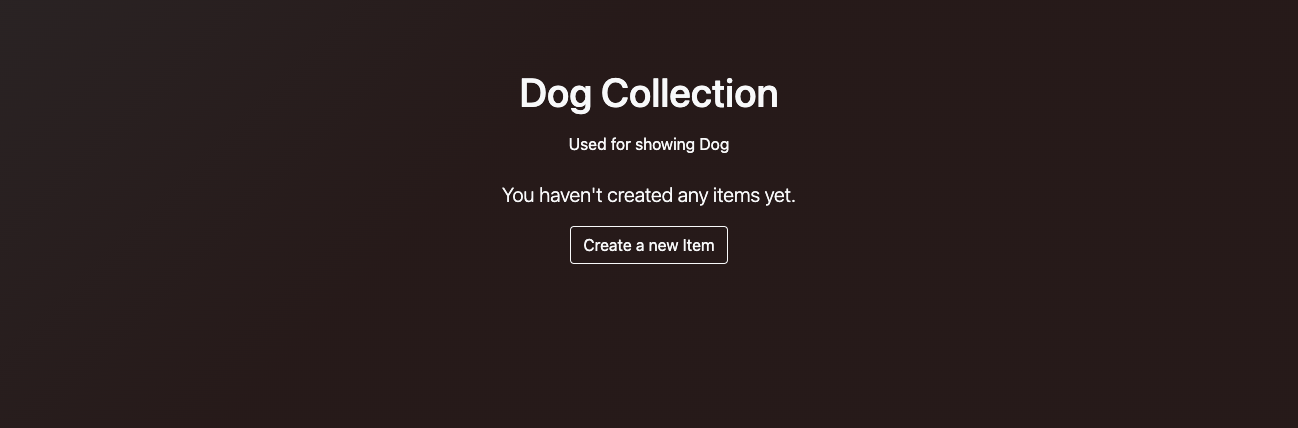 Dog Collection
Used for showing Dog
You haven't created any items yet.
Create a new Item